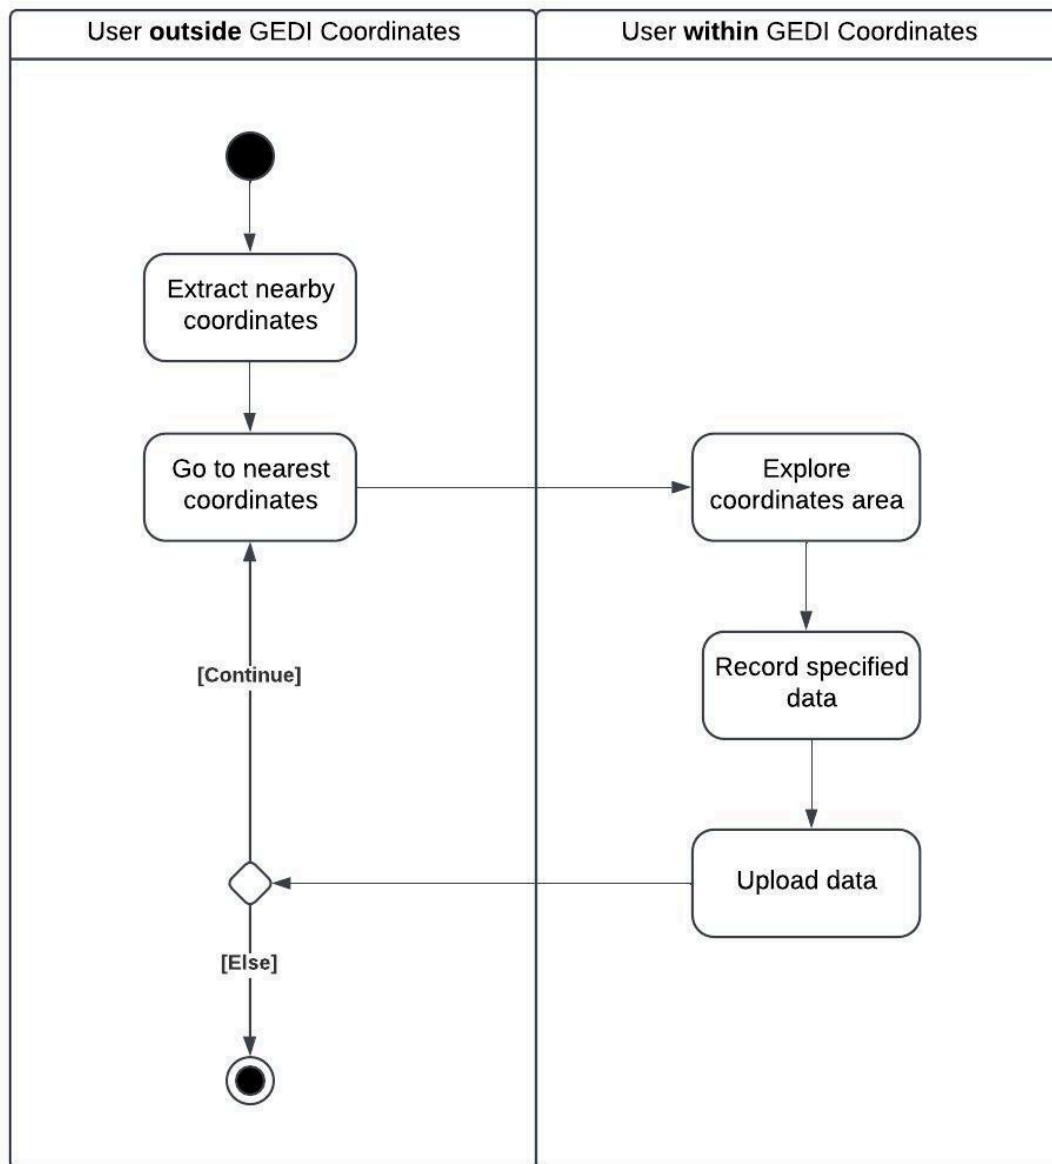 User outside GEDI Coordinates
User within GEDI Coordinates
Extract nearby
coordinates
Go to nearest
coordinates
Explore
coordinates area
Record specified
data
Upload data
[Continue]
[Else]